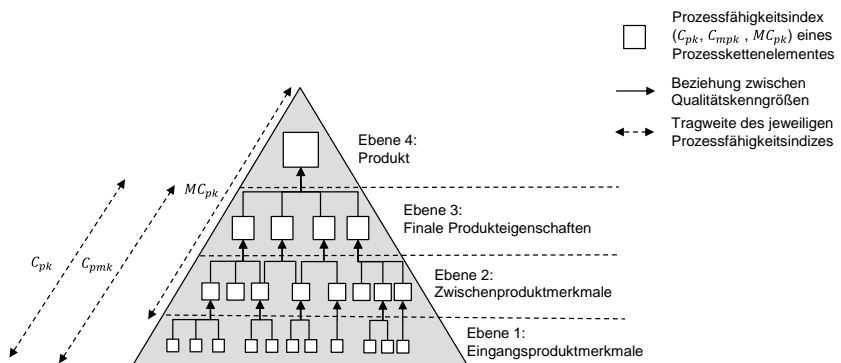 Prozessfähigkeitsindex
(C_pk, C_mpk , MC_pk) eines
Prozesskettenelementes
Beziehung zwischen
Qualitätskenngrößen
Tragweite des jeweiligen
Prozessfähigkeitsindizes
Ebene 4:
Produkt
MC_pk
Ebene 3:
Finale Produkteigenschaften
C_pk
C_pmk
Ebene 2:
Zwischenproduktmerkmale
Ebene 1:
Eingangsproduktmerkmale